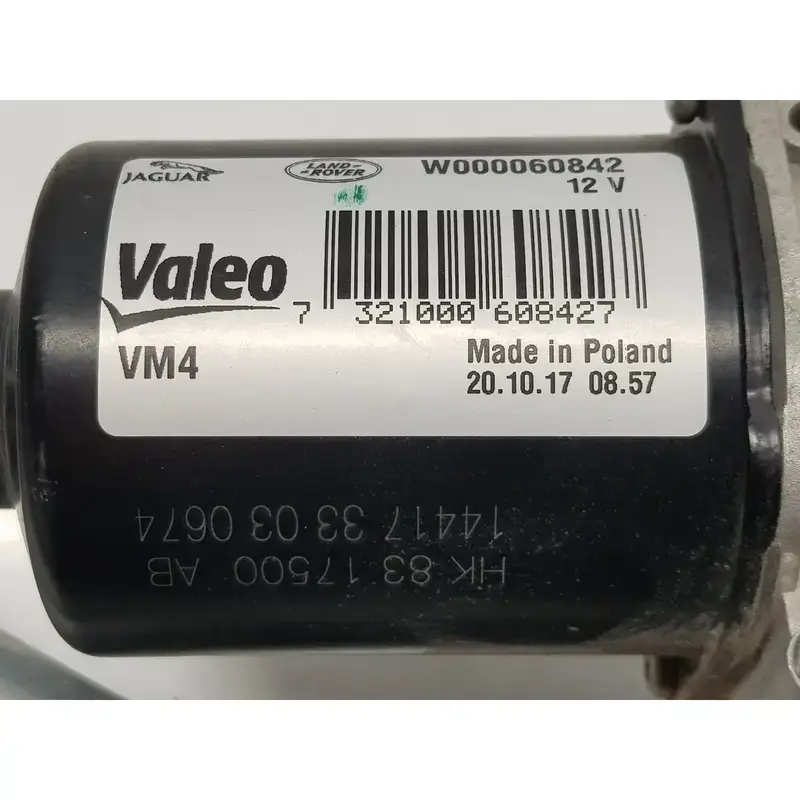 JAGUAR
LAND-
-ROVER
W000060842
12 V
Valeo
7 321000 608427
VM4
Made in Poland
20.10.17 08.57
HK 83 17500 AB
14417 33 03 0674